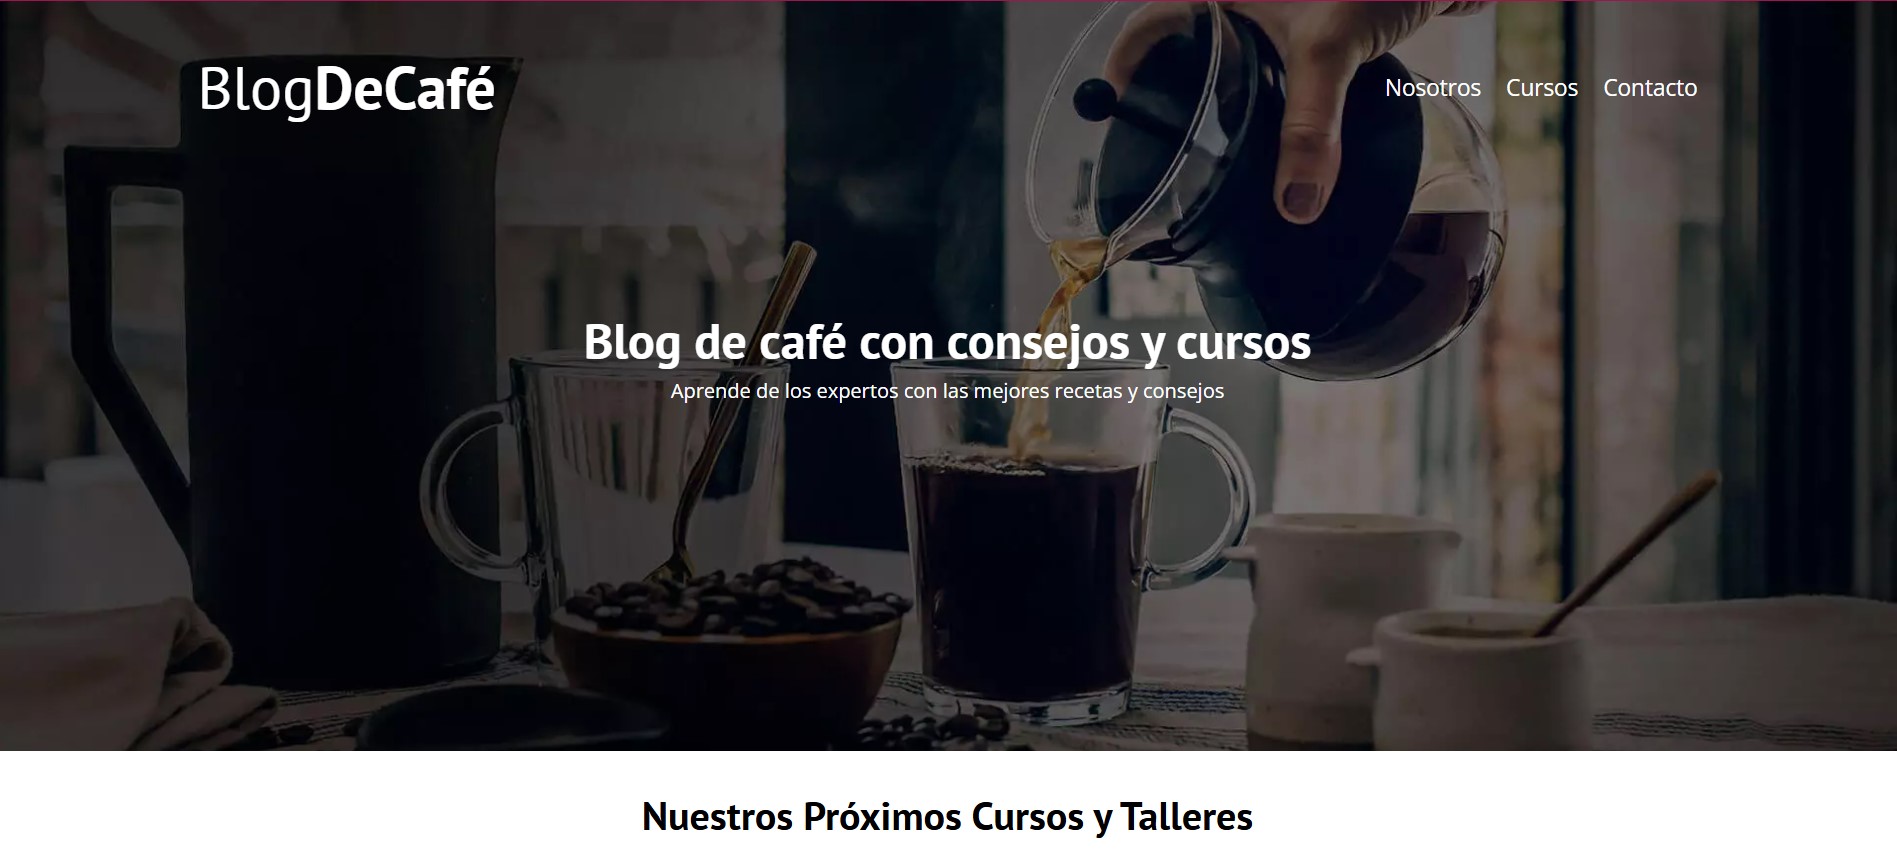 BlogDeCafé
Nosotros Cursos Contacto
Blog de café con consejos y cursos
Aprende de los expertos con las mejores recetas y consejos
Nuestros Próximos Cursos y Talleres